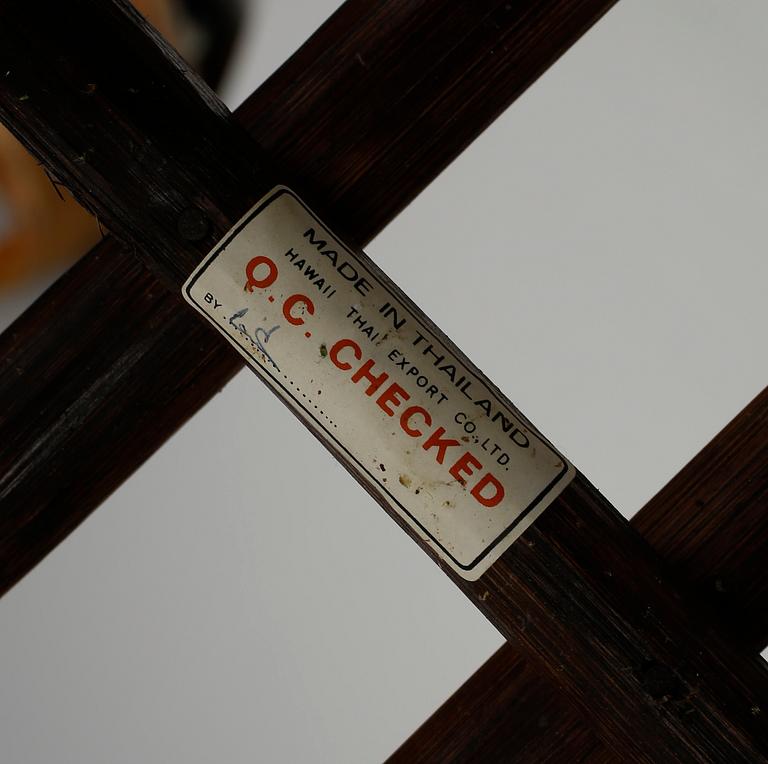 MADE IN THAILAND
HAWAII THAI EXPORT CO.,LTD.
Q.C. CHECKED
BY